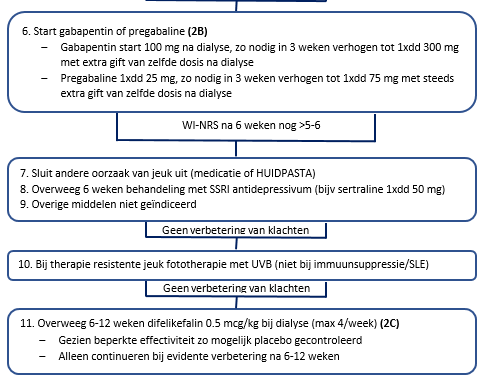 6. Start gabapentin of pregabaline (2B)
– Gabapentin start 100 mg na dialyse, zo nodig in 3 weken verhogen tot 1xdd 300 mg
met extra gift van zelfde dosis na dialyse
– Pregabaline 1xdd 25 mg, zo nodig in 3 weken verhogen tot 1xdd 75 mg met steeds
extra gift van zelfde dosis na dialyse
WI-NRS na 6 weken nog >5-6
7. Sluit andere oorzaak van jeuk uit (medicatie of HUIDPASTA)
8. Overweeg 6 weken behandeling met SSRI antidepressivum (bijv sertraline 1xdd 50 mg)
9. Overige middelen niet geïndiceerd
Geen verbetering van klachten
10. Bij therapie resistente jeuk fototherapie met UVB (niet bij immuunsuppressie/SLE)
Geen verbetering van klachten
11. Overweeg 6-12 weken difelikefalin 0.5 mcg/kg bij dialyse (max 4/week) (2C)
– Gezien beperkte effectiviteit zo mogelijk placebo gecontroleerd
– Alleen continueren bij evidente verbetering na 6-12 weken